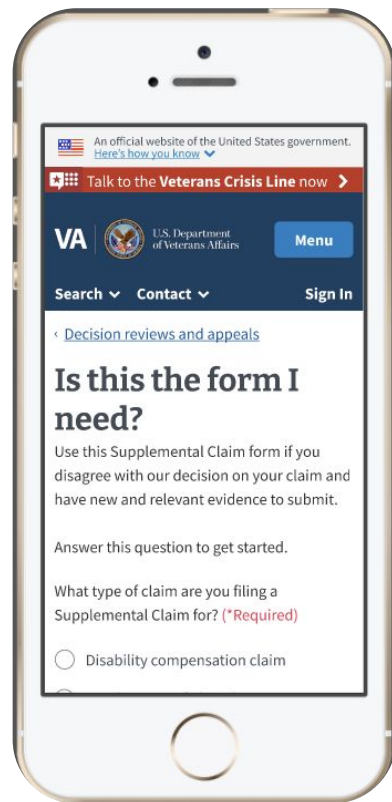 An official website of the United States government.
Here's how you know
Talk to the Veterans Crisis Line now
VA
U.S. Department
of Veterans Affairs
Menu
Search
Contact
Sign In
‹ Decision reviews and appeals
Is this the form I
need?
Use this Supplemental Claim form if you
disagree with our decision on your claim and
have new and relevant evidence to submit.
Answer this question to get started.
What type of claim are you filing a
Supplemental Claim for? (*Required)
Disability compensation claim